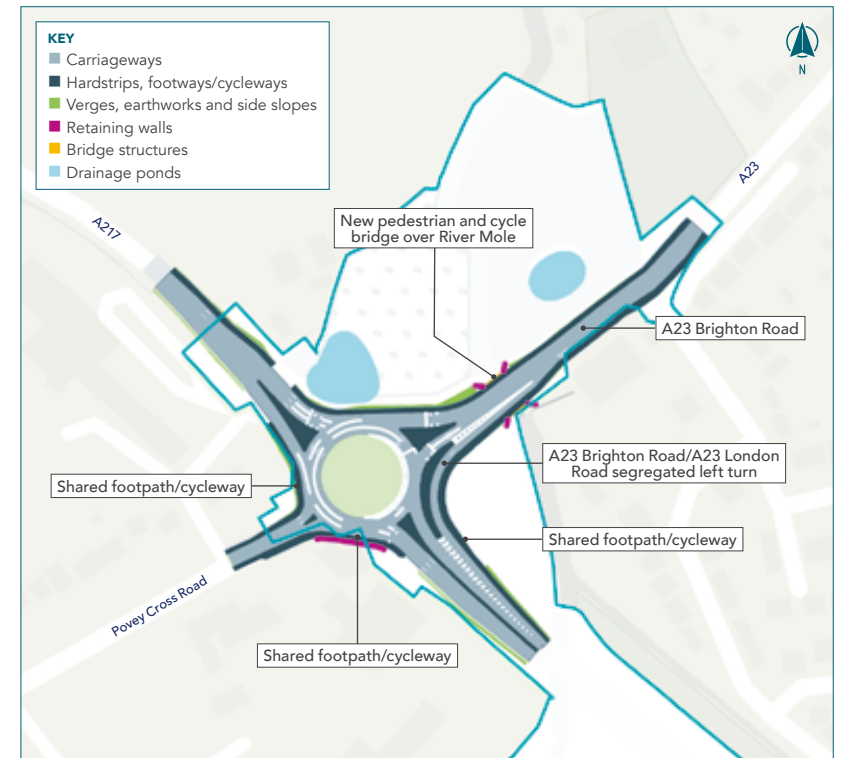 KEY
Carriageways
Hardstrips, footways/cycleways
Verges, earthworks and side slopes
Retaining walls
Bridge structures
Drainage ponds
N
A23
A217
New pedestrian and cycle
bridge over River Mole
A23 Brighton Road
A23 Brighton Road/A23 London
Road segregated left turn
Shared footpath/cycleway
Shared footpath/cycleway
Povey Cross Road
Shared footpath/cycleway